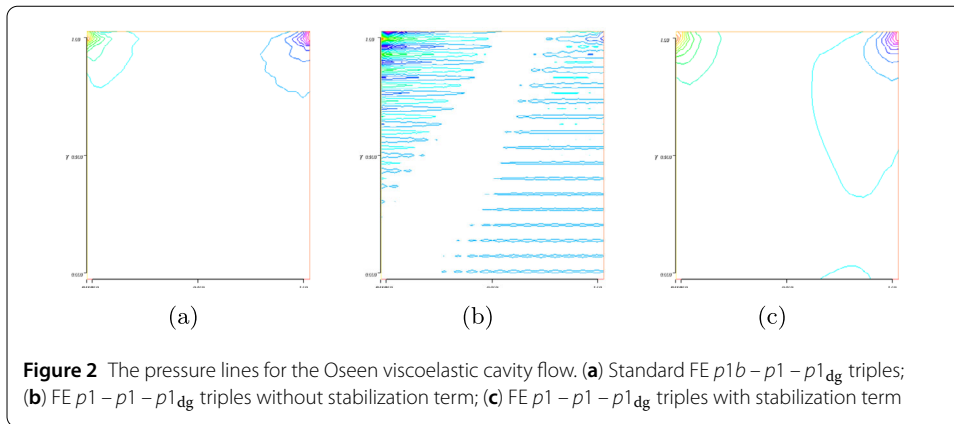 (a) (b) (c)
Figure 2 The pressure lines for the Oseen viscoelastic cavity flow. (a) Standard FE p1b – p1 – p1dg triples;
(b) FE p1 – p1 – p1dg triples without stabilization term; (c) FE p1 – p1 – p1dg triples with stabilization term